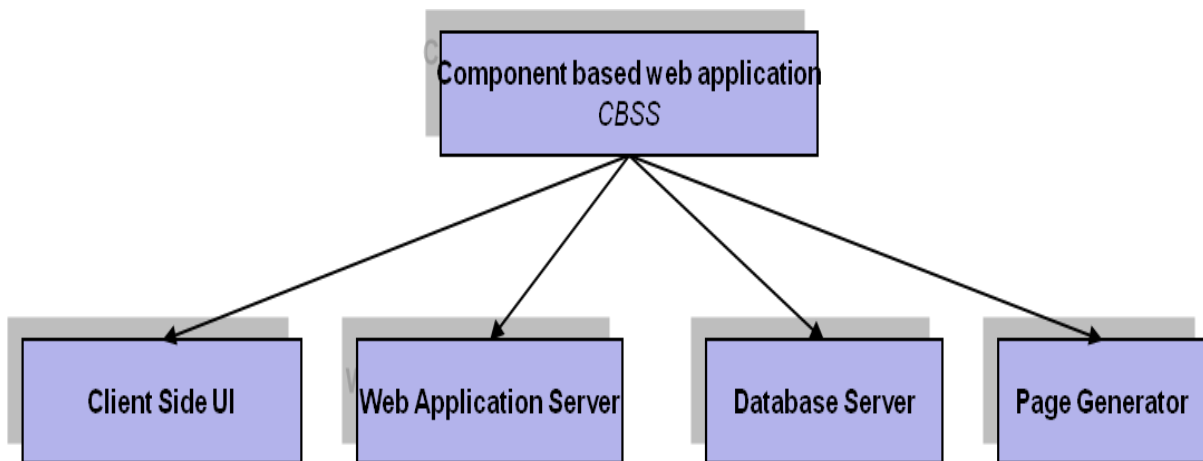 Component based web application
CBSS
Client Side UI
Web Application Server
Database Server
Page Generator